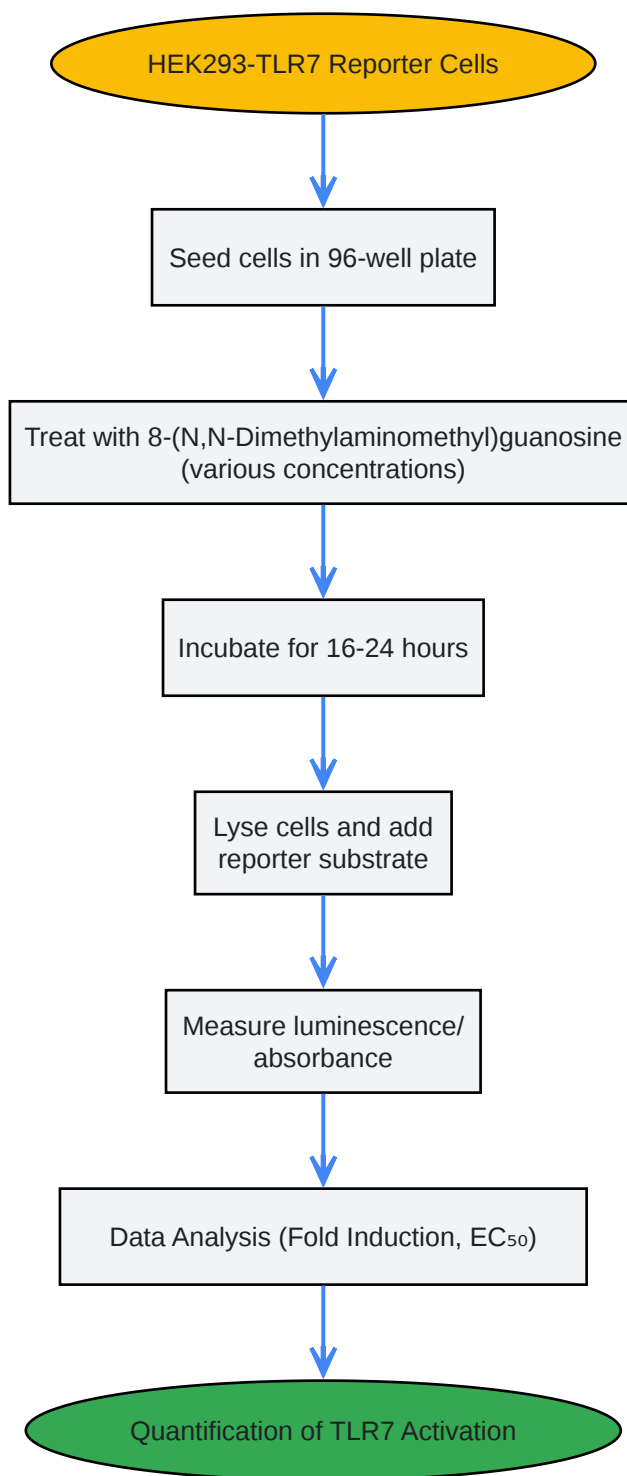 HEK293-TLR7 Reporter Cells
Seed cells in 96-well plate
Treat with 8-(N,N-Dimethylaminomethyl)guanosine
(various concentrations)
Incubate for 16-24 hours
Lyse cells and add
reporter substrate
Measure luminescence/
absorbance
Data Analysis (Fold Induction, EC₅₀)
Quantification of TLR7 Activation